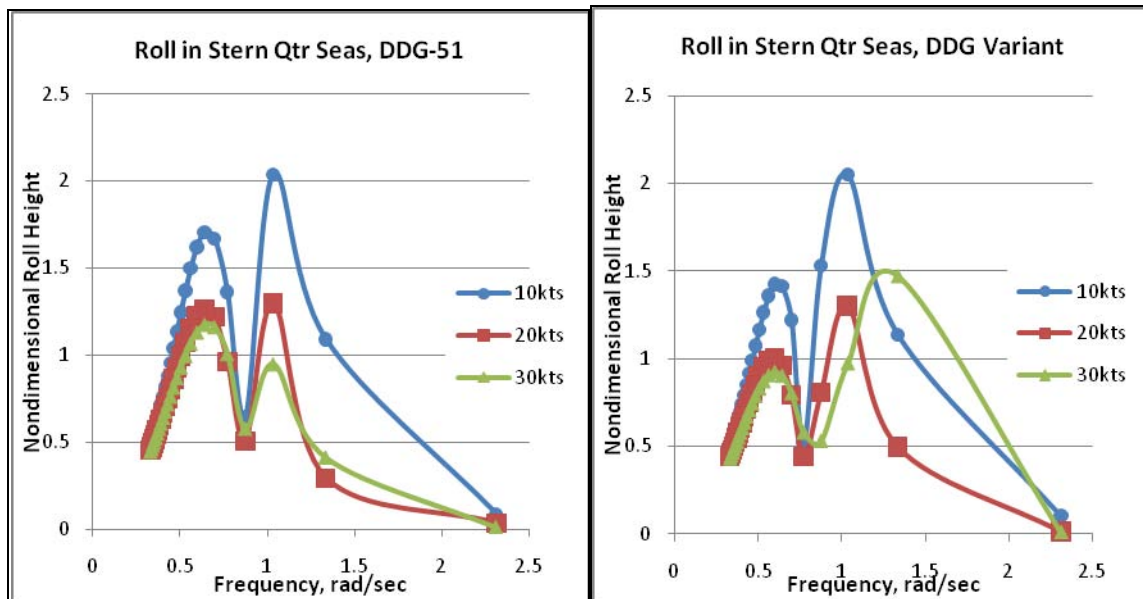 Roll in Stern Qtr Seas, DDG-51
2.5
2
1.5
1
0.5
0
Nondimensional Roll Height
10kts
20kts
30kts
0 0.5 1 1.5 2 2.5
Frequency, rad/sec
Roll in Stern Qtr Seas, DDG Variant
2.5
2
1.5
1
0.5
0
Nondimensional Roll Height
10kts
20kts
30kts
0 0.5 1 1.5 2 2.5
Frequency, rad/sec